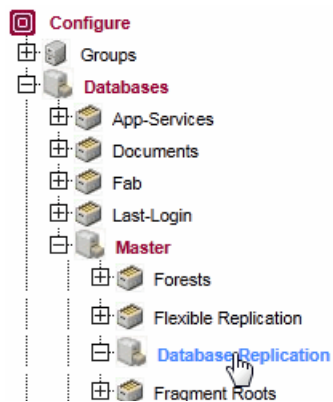 Configure
Groups
Databases
App-Services
Documents
Fab
Last-Login
Master
Forests
Flexible Replication
Database Replication
Fragment Roots